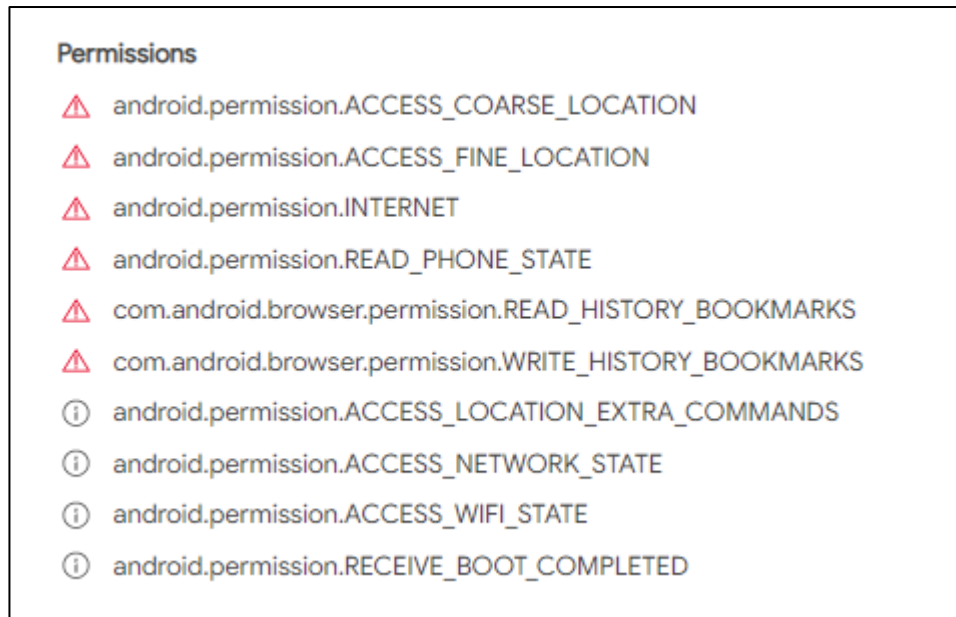 Permissions
android.permission.ACCESS_COARSE_LOCATION
android.permission.ACCESS_FINE_LOCATION
android.permission.INTERNET
android.permission.READ_PHONE_STATE
com.android.browser.permission.READ_HISTORY_BOOKMARKS
com.android.browser.permission.WRITE_HISTORY_BOOKMARKS
android.permission.ACCESS_LOCATION_EXTRA_COMMANDS
android.permission.ACCESS_NETWORK_STATE
android.permission.ACCESS_WIFI_STATE
android.permission.RECEIVE_BOOT_COMPLETED